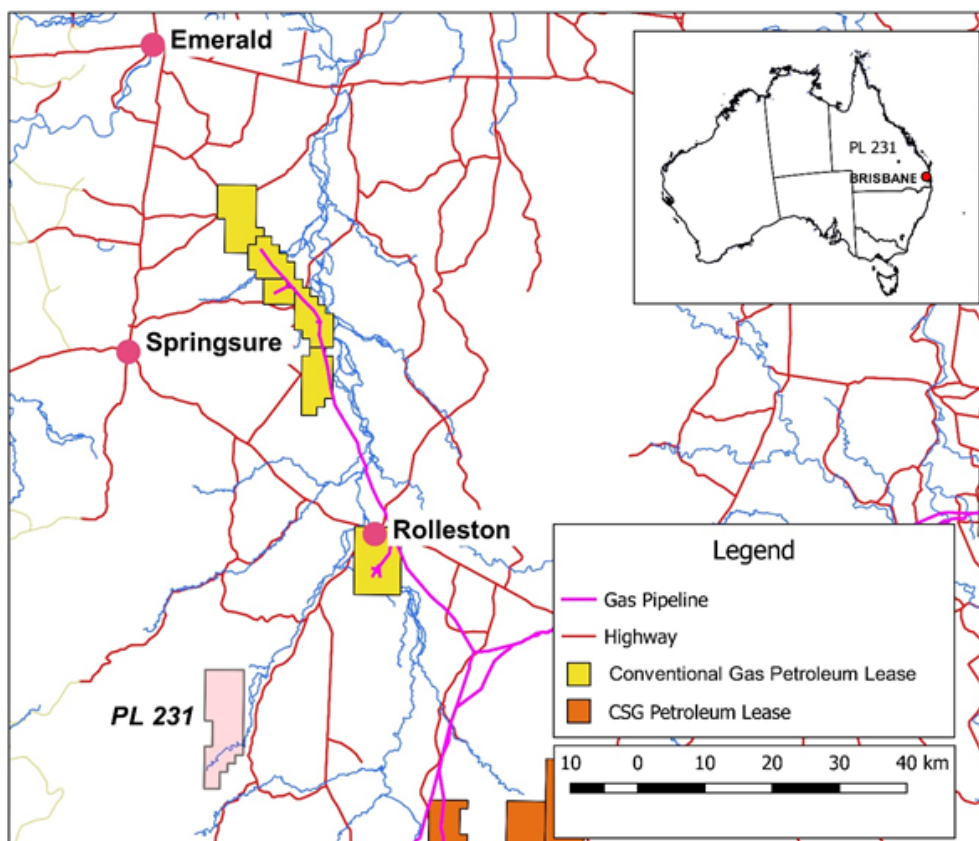 Emerald
PL 231
BRISBANE
Springsure
Rolleston
Legend
Gas Pipeline
Highway
Conventional Gas Petroleum Lease
CSG Petroleum Lease
PL 231
10 0 10 20 30 40 km